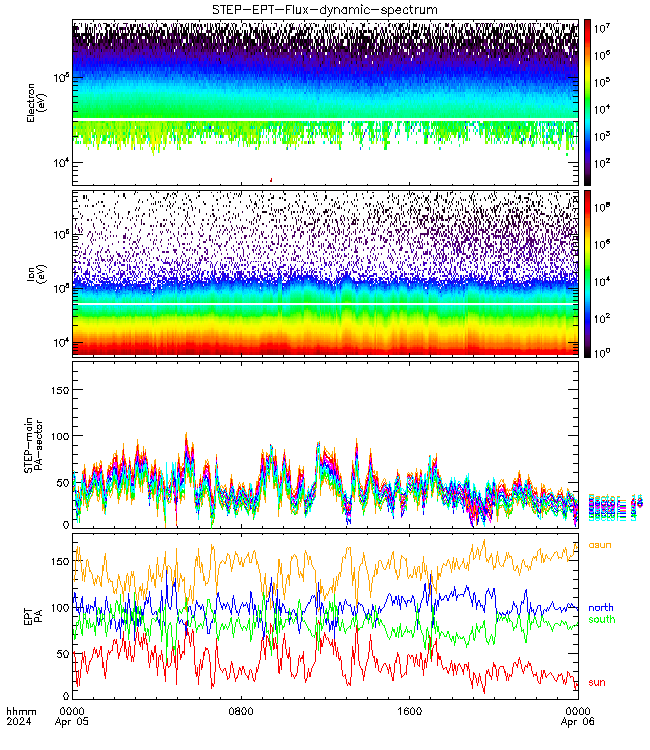 STEP-EPT-Flux-dynamic-spectrum
Electron
(eV)
10^5
10^4
10^7
10^6
10^5
10^4
10^3
10^2
Ion
(eV)
10^6
10^5
10^4
10^8
10^6
10^4
10^2
10^0
STEP-main
PA-sector
150
100
50
0
EPT
PA
150
100
50
0
north
south
sun
hhmm
2024
0000
Apr 05
0800
1600
0000
Apr 06